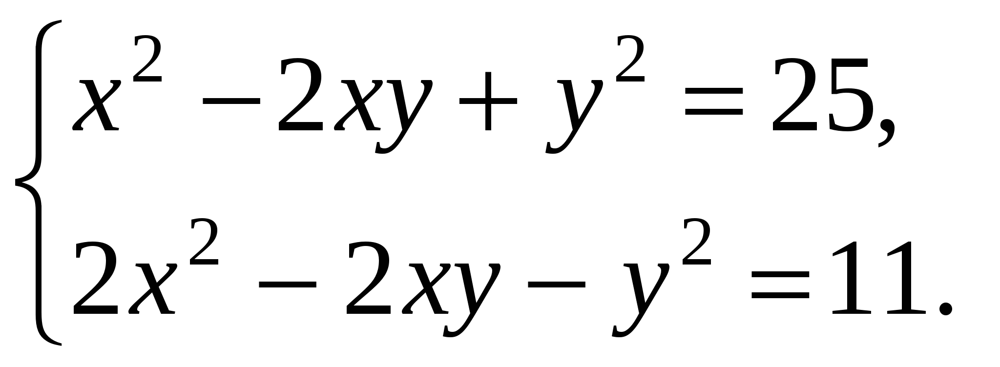 x² − 2xy + y² = 25,
2x² − 2xy − y² = 11.